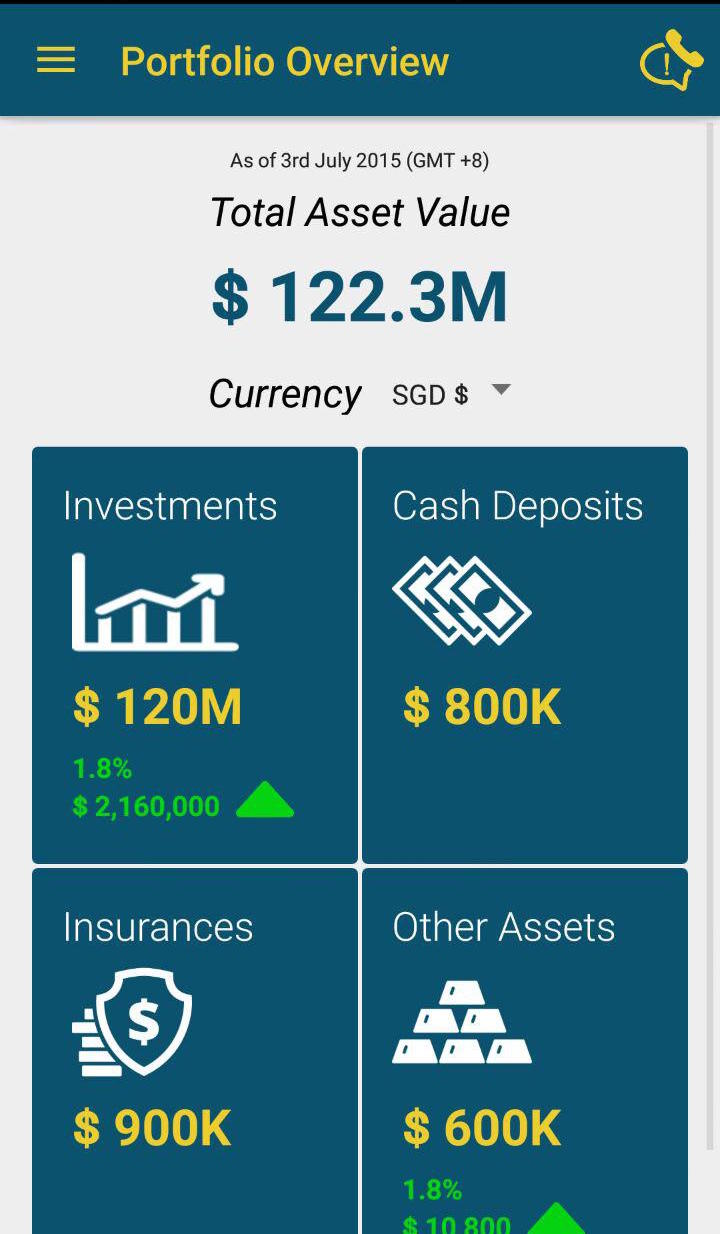 Portfolio Overview
As of 3rd July 2015 (GMT +8)
Total Asset Value
$ 122.3M
Currency SGD $
Investments
$ 120M
1.8%
$ 2,160,000
Cash Deposits
$ 800K
Insurances
$
$ 900K
Other Assets
$ 600K
1.8%
$ 10,800